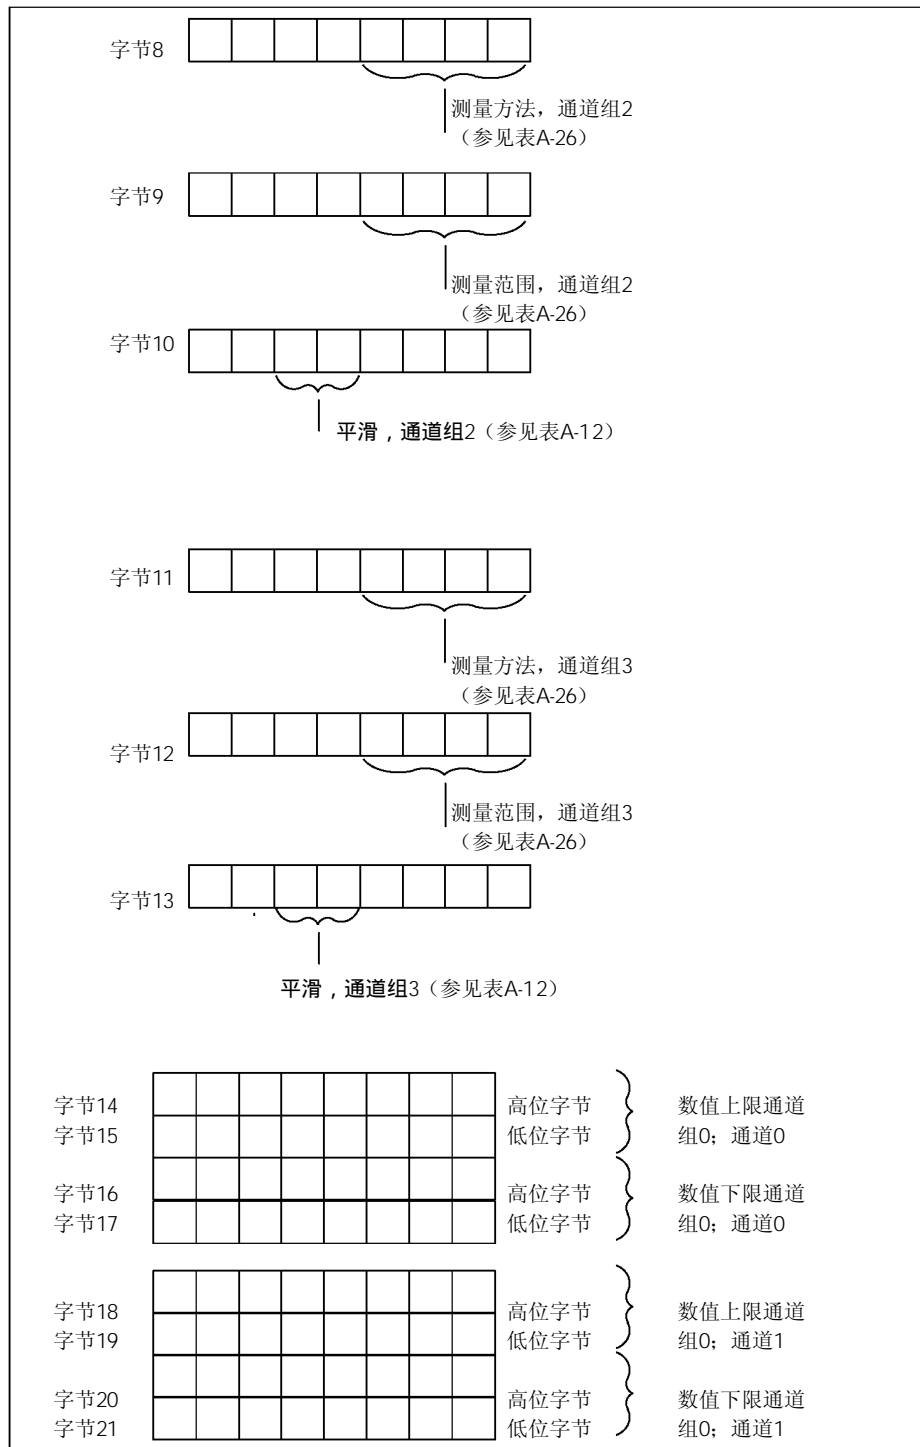 字节8
测量方法，通道组2
（参见表A-26）
字节9
测量范围，通道组2
（参见表A-26）
字节10
平滑，通道组2（参见表A-12）
字节11
测量方法，通道组3
（参见表A-26）
字节12
测量范围，通道组3
（参见表A-26）
字节13
平滑，通道组3（参见表A-12）
字节14 高位字节 数值上限通道
字节15 低位字节 组0；通道0
字节16 高位字节 数值下限通道
字节17 低位字节 组0；通道0
字节18 高位字节 数值上限通道
字节19 低位字节 组0；通道1
字节20 高位字节 数值下限通道
字节21 低位字节 组0；通道1